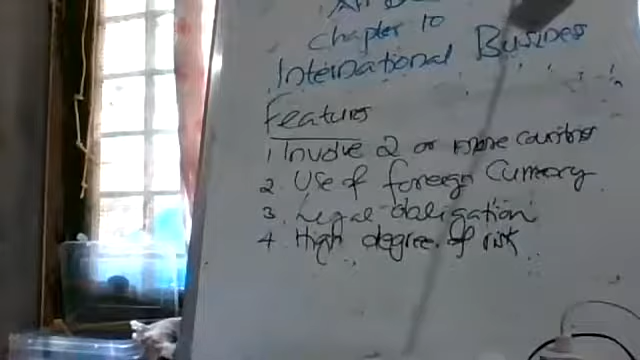 Chapter 10
International Business
Features
1 Involve 2 or more countries
2. Use of foreign Currency
3. Legal obligation
4. High degree of risk